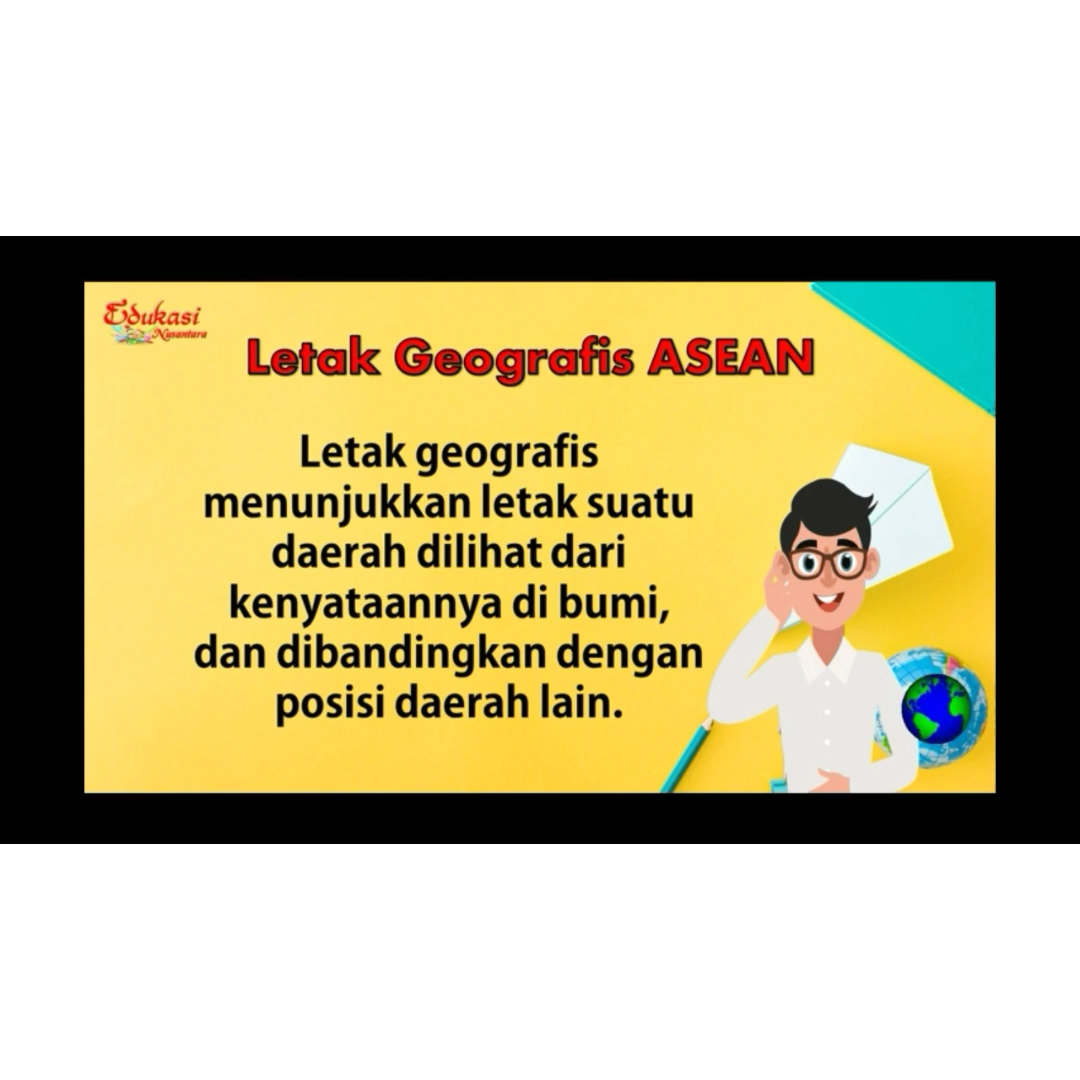 Edukasi
Nusantara
Letak Geografis ASEAN
Letak geografis
menunjukkan letak suatu
daerah dilihat dari
kenyataannya di bumi,
dan dibandingkan dengan
posisi daerah lain.